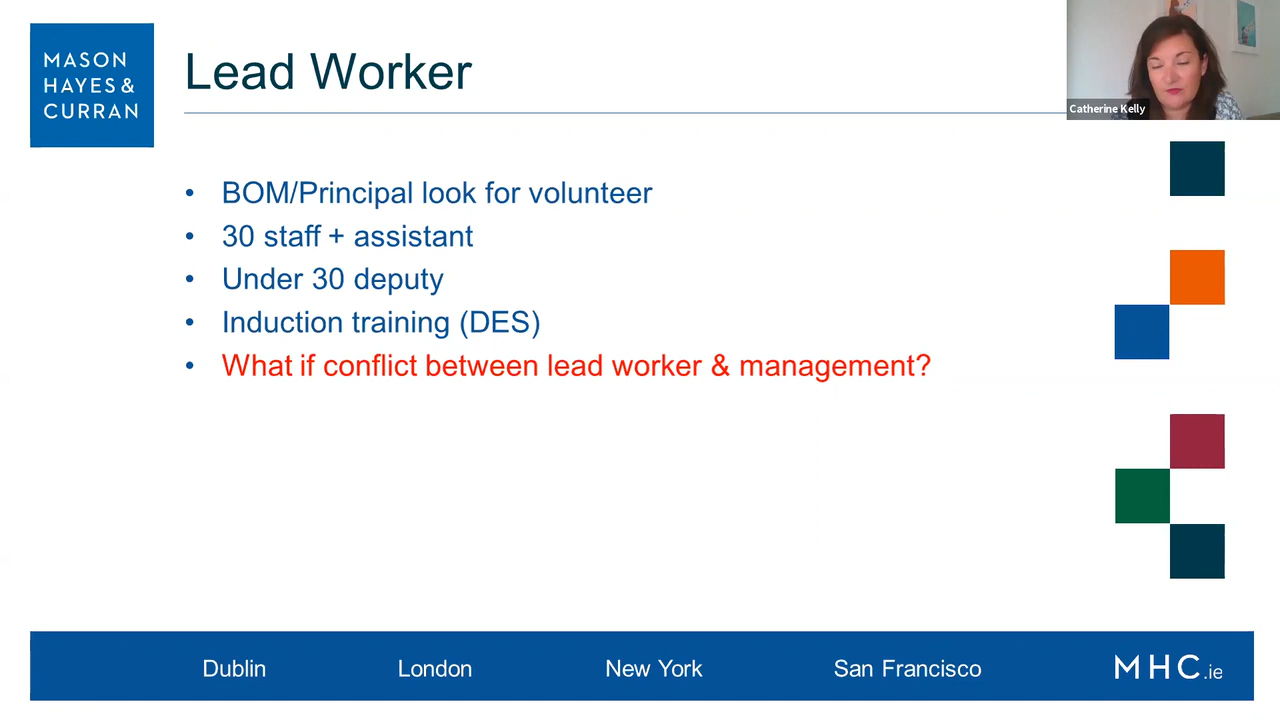 MASON
HAYES &
CURRAN
Lead Worker
Catherine Kelly
• BOM/Principal look for volunteer
• 30 staff + assistant
• Under 30 deputy
• Induction training (DES)
• What if conflict between lead worker & management?
Dublin London New York San Francisco MHC.ie